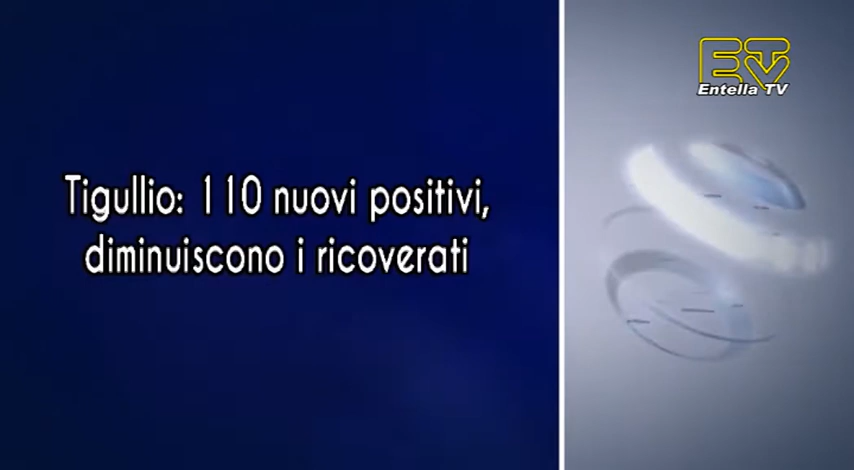 ETV
Entella TV
Tigullio: 110 nuovi positivi,
diminuiscono i ricoverati